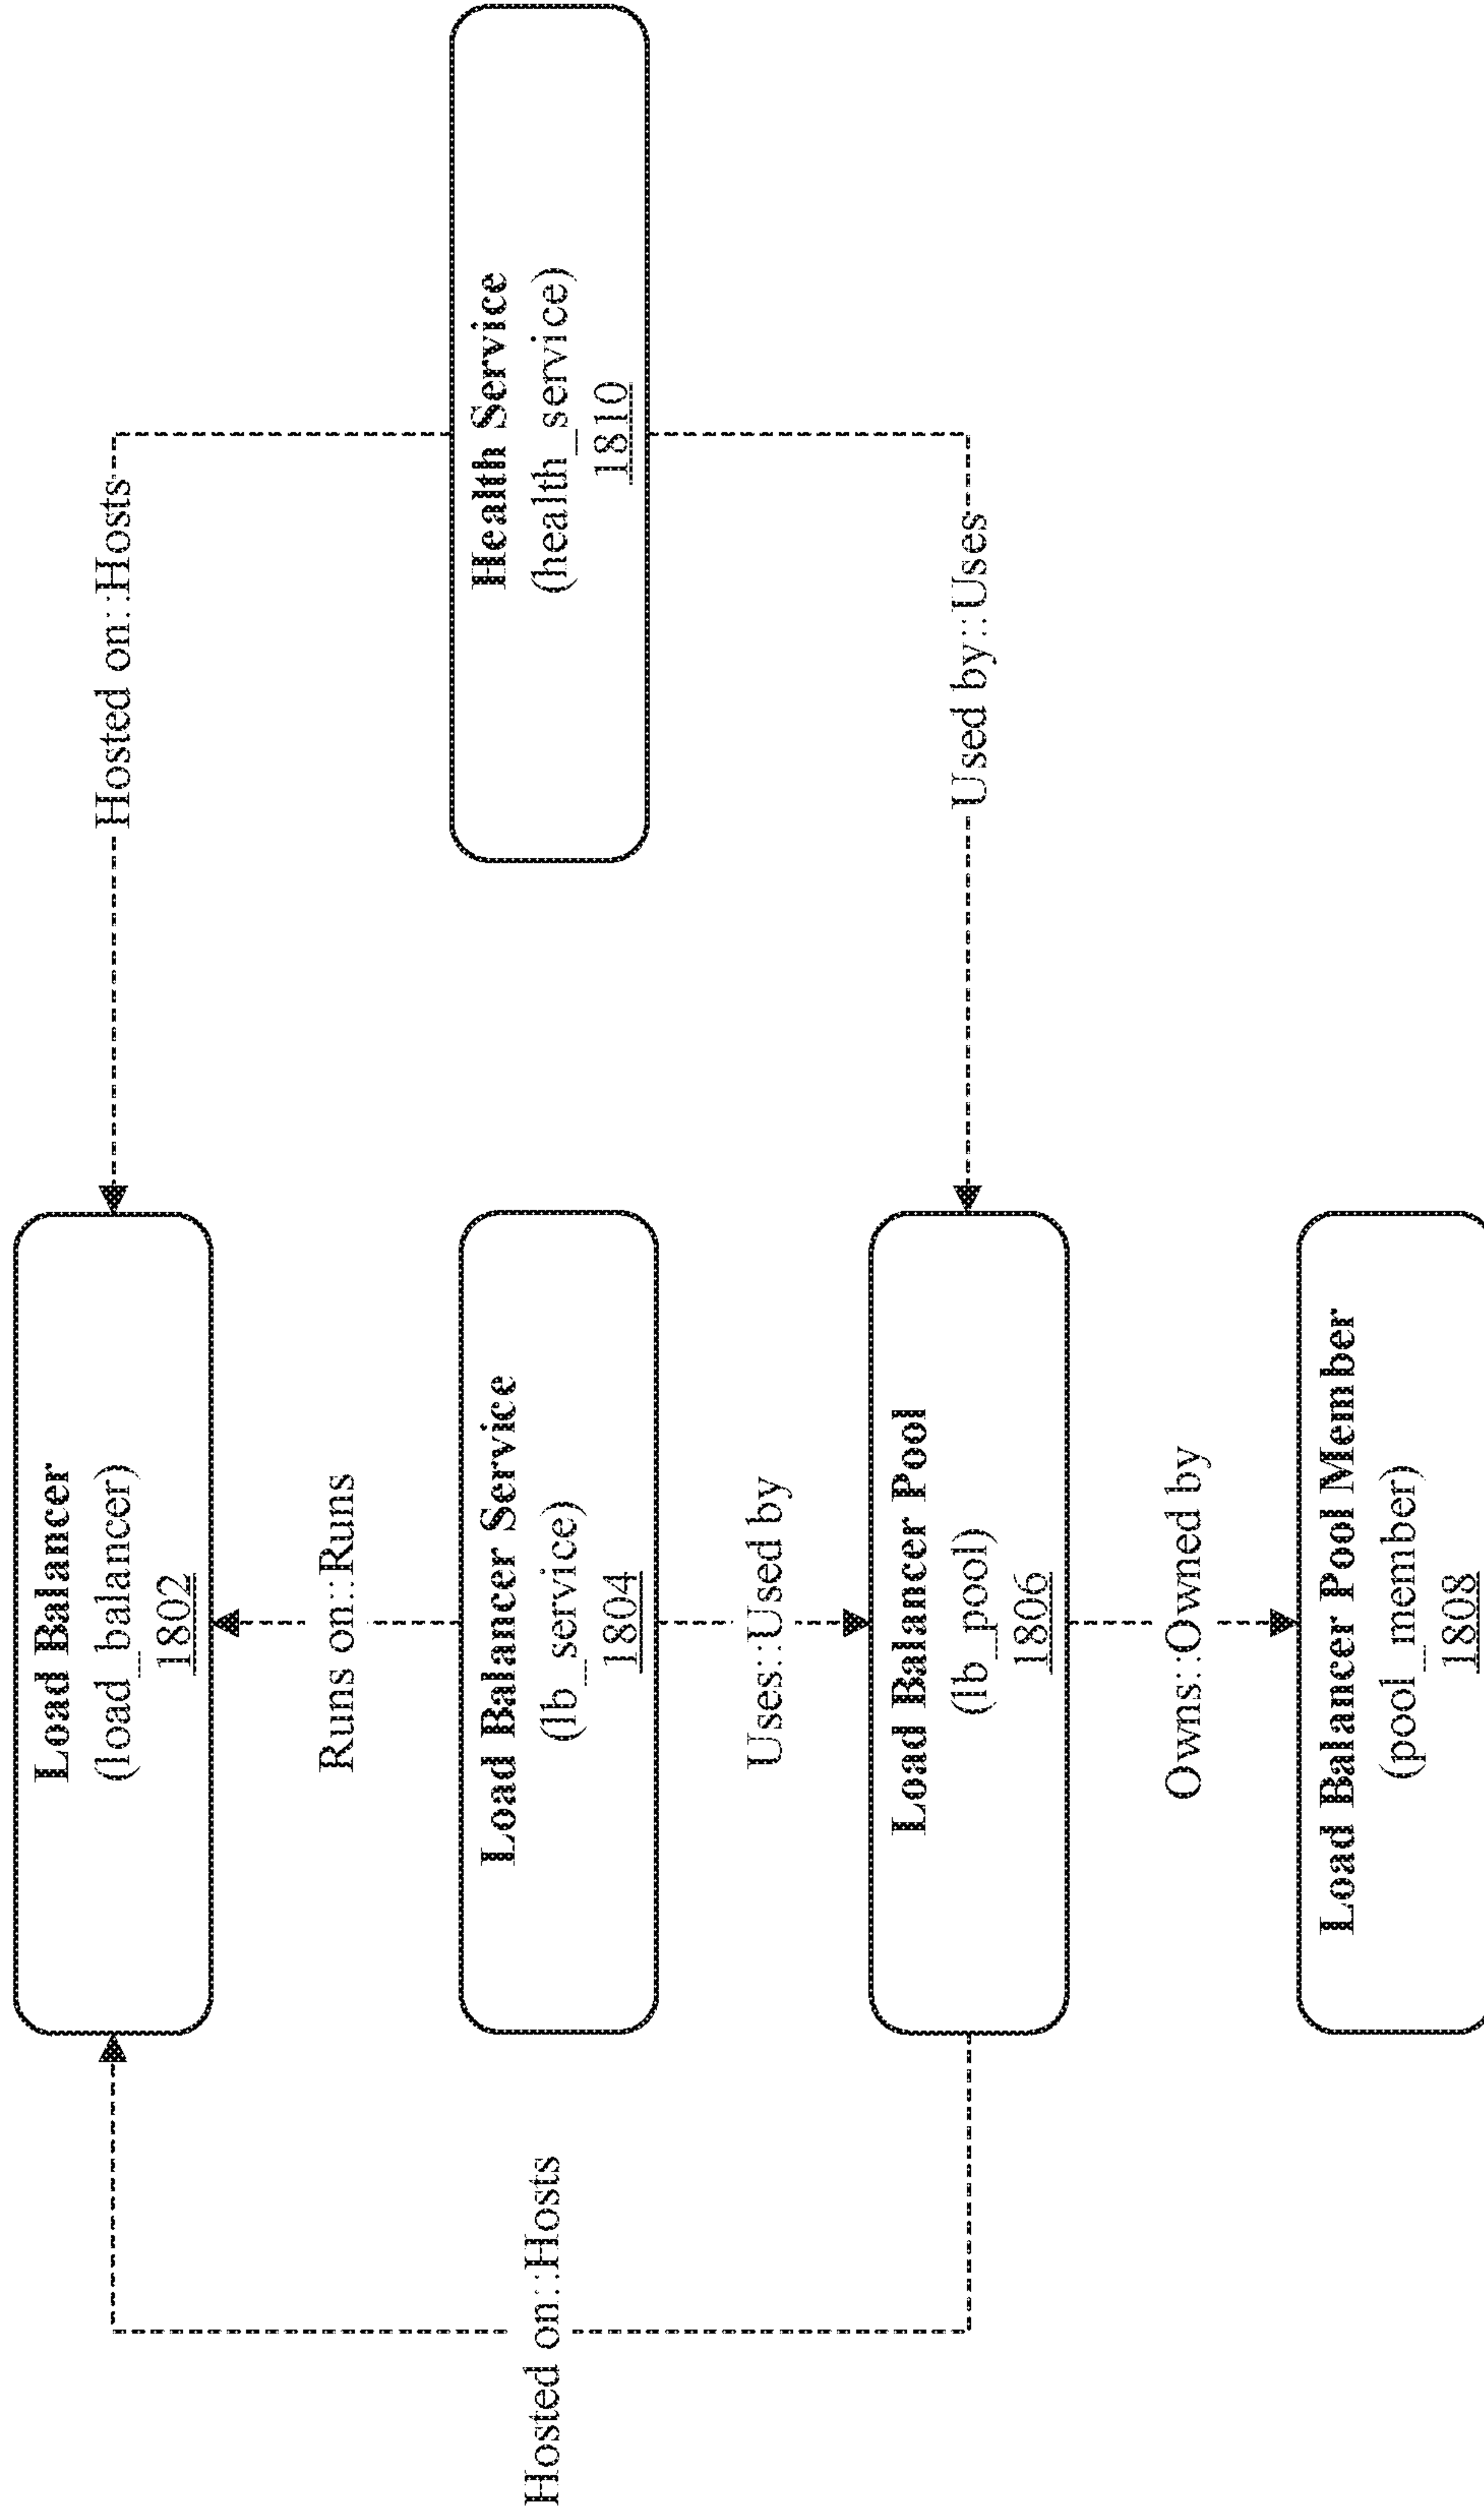 Load Balancer
(load_balancer)
1802
Hosted on::Hosts
Runs on::Runs
Load Balancer Service
(lb_service)
1804
Health Service
(health_service)
1810
Hosted on::Hosts
Uses::Used by
Load Balancer Pool
(lb_pool)
1806
Used by::Uses
Owns::Owned by
Load Balancer Pool Member
(pool_member)
1808